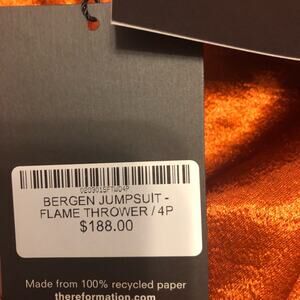 BERGEN JUMPSUIT -
FLAME THROWER / 4P
$188.00
Made from 100% recycled paper
thereformation.com